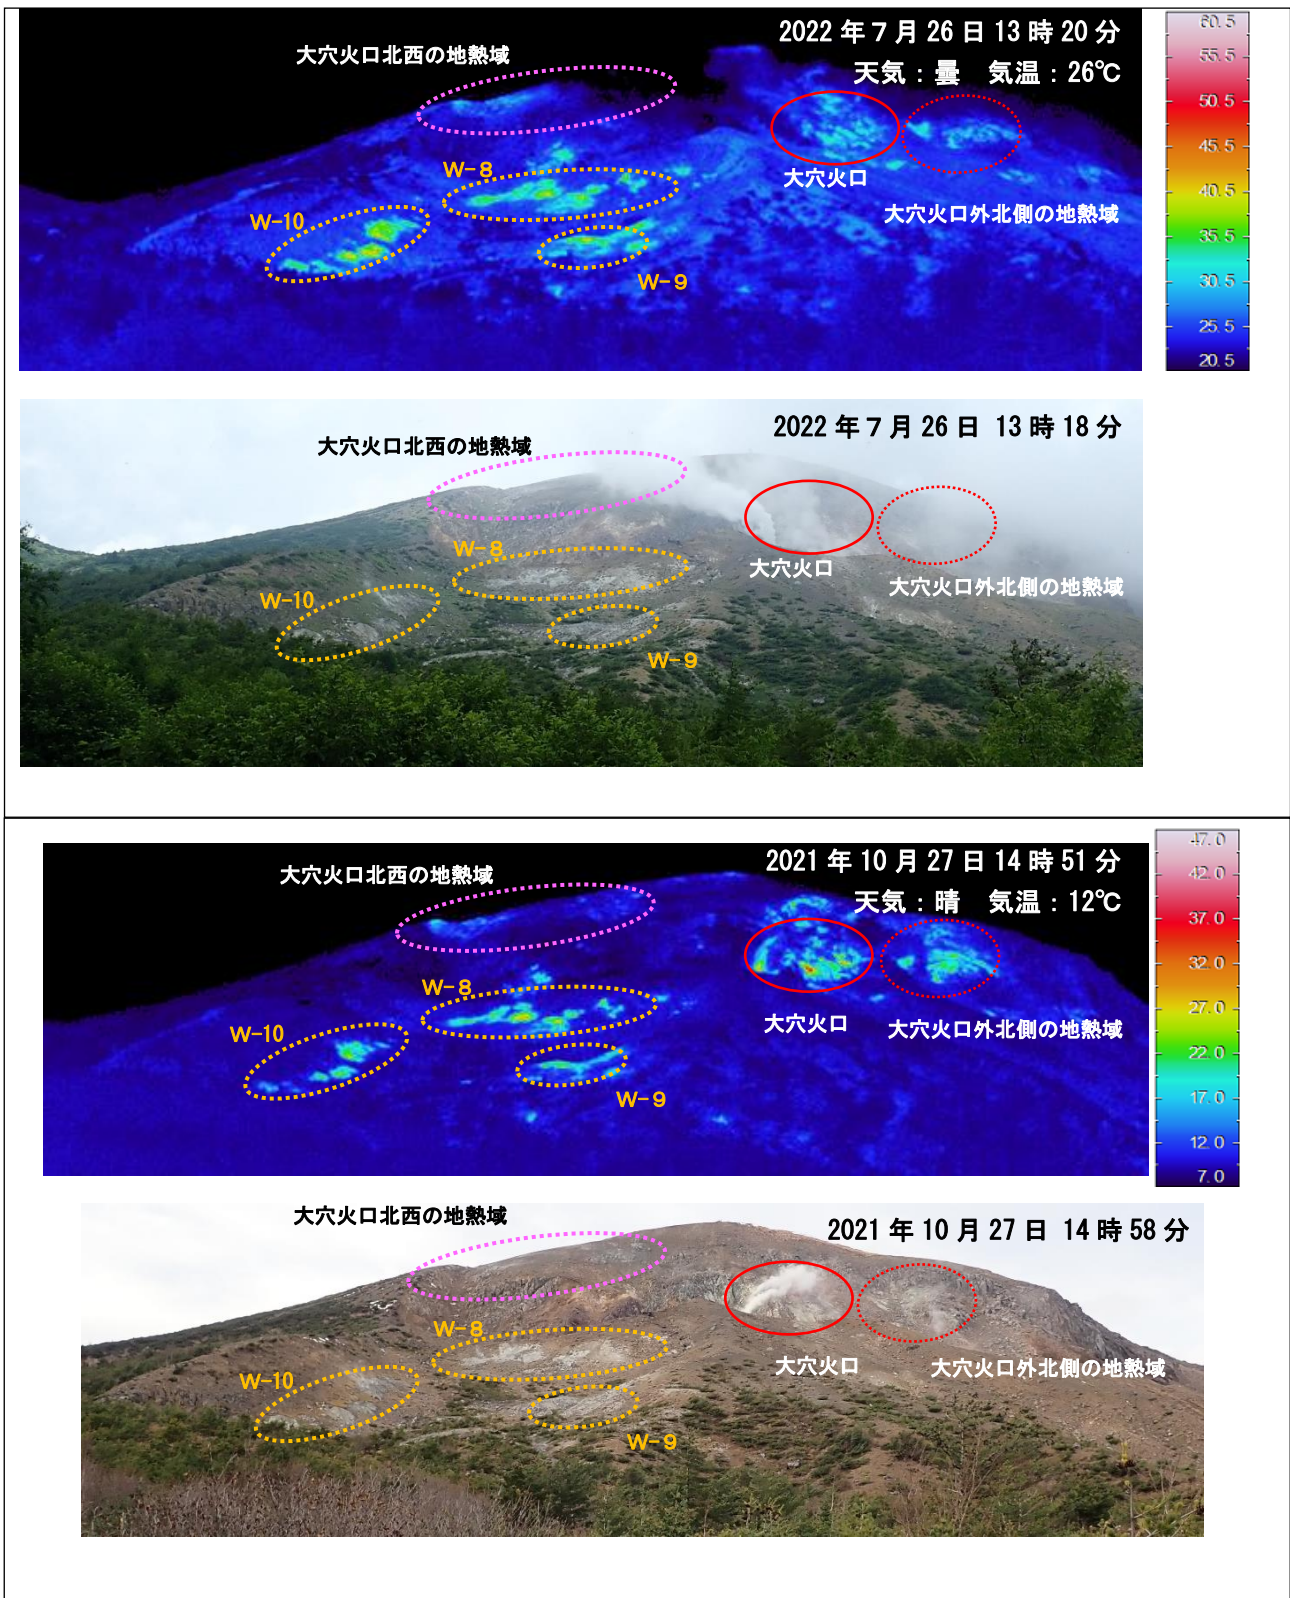 2022年7月26日13時20分
天気：曇　気温：26℃
大穴火口北西の地熱域
W-8
W-10
W-9
大穴火口
大穴火口外北側の地熱域
60.5
55.5
50.5
45.5
40.5
35.5
30.5
25.5
20.5
2022年7月26日 13時18分
大穴火口北西の地熱域
W-8
W-10
W-9
大穴火口
大穴火口外北側の地熱域
2021年10月27日14時51分
天気：晴　気温：12℃
大穴火口北西の地熱域
W-8
W-10
W-9
大穴火口
大穴火口外北側の地熱域
47.0
42.0
37.0
32.0
27.0
22.0
17.0
12.0
7.0
2021年10月27日 14時58分
大穴火口北西の地熱域
W-8
W-10
W-9
大穴火口
大穴火口外北側の地熱域